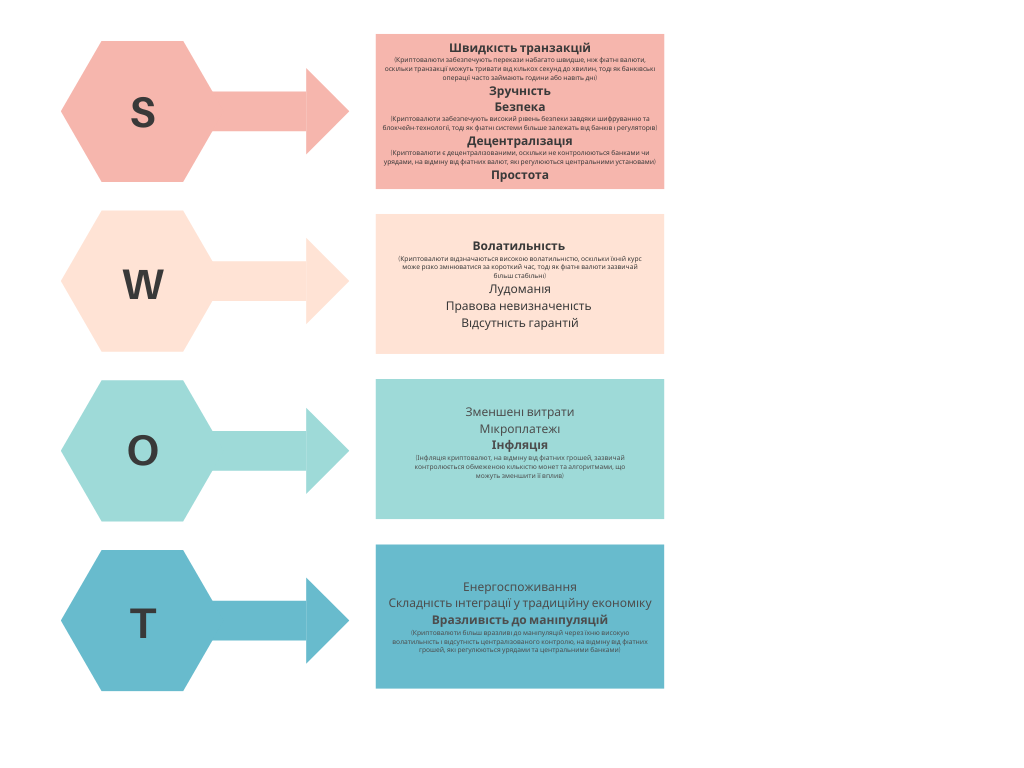 S
Швидкість транзакцій
(Криптовалюти забезпечують перекази набагато швидше, ніж фіатні валюти,
оскільки транзакції можуть тривати від кількох секунд до хвилин, тоді як банківські
операції часто займають години або навіть дні)
Зручність
Безпека
(Криптовалюти забезпечують високий рівень безпеки завдяки шифруванню та
блокчейн-технології, тоді як фіатні системи більше залежать від банків і регуляторів)
Децентралізація
(Криптовалюти є децентралізованими, оскільки не контролюються банками чи
урядами, на відміну від фіатних валют, які регулюються центральними установами)
Простота
W
Волатильність
(Криптовалюти відзначаються високою волатильністю, оскільки їхній курс
може різко змінюватися за короткий час, тоді як фіатні валюти зазвичай
більш стабільні)
Лудоманія
Правова невизначеність
Відсутність гарантій
O
Зменшені витрати
Мікроплатежі
Інфляція
(Інфляція криптовалют, на відміну від фіатних грошей, зазвичай
контролюється обмеженою кількістю монет та алгоритмами, що
можуть зменшити її вплив)
T
Енергоспоживання
Складність інтеграції у традиційну економіку
Вразливість до маніпуляцій
(Криптовалюти більш вразливі до маніпуляцій через їхню високу
волатильність і відсутність централізованого контролю, на відміну від фіатних
грошей, які регулюються урядами та центральними банками)